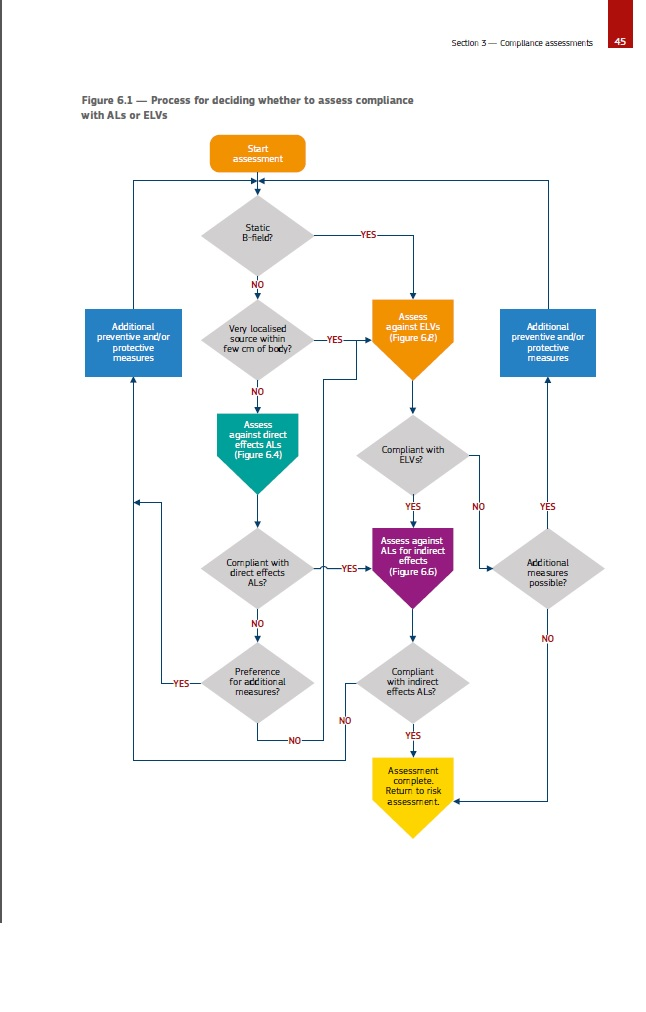 Section 3 — Compliance assessments
45
Figure 6.1 — Process for deciding whether to assess compliance
with ALs or ELVs
Start
assessment
Static
B-field?
YES
NO
Additional
preventive and/or
protective
measures
Very localised
source within
few cm of body?
YES
Assess
against ELVs
(Figure 6.8)
Additional
preventive and/or
protective
measures
NO
Assess
against direct
effects ALs
(Figure 6.4)
Compliant with
ELVs?
YES
NO
YES
Compliant with
direct effects
ALs?
YES
Assess against
ALs for indirect
effects
(Figure 6.6)
Additional
measures
possible?
NO
NO
Preference
for additional
measures?
YES
Compliant
with indirect
effects ALs?
NO
NO
YES
Assessment
complete.
Return to risk
assessment.